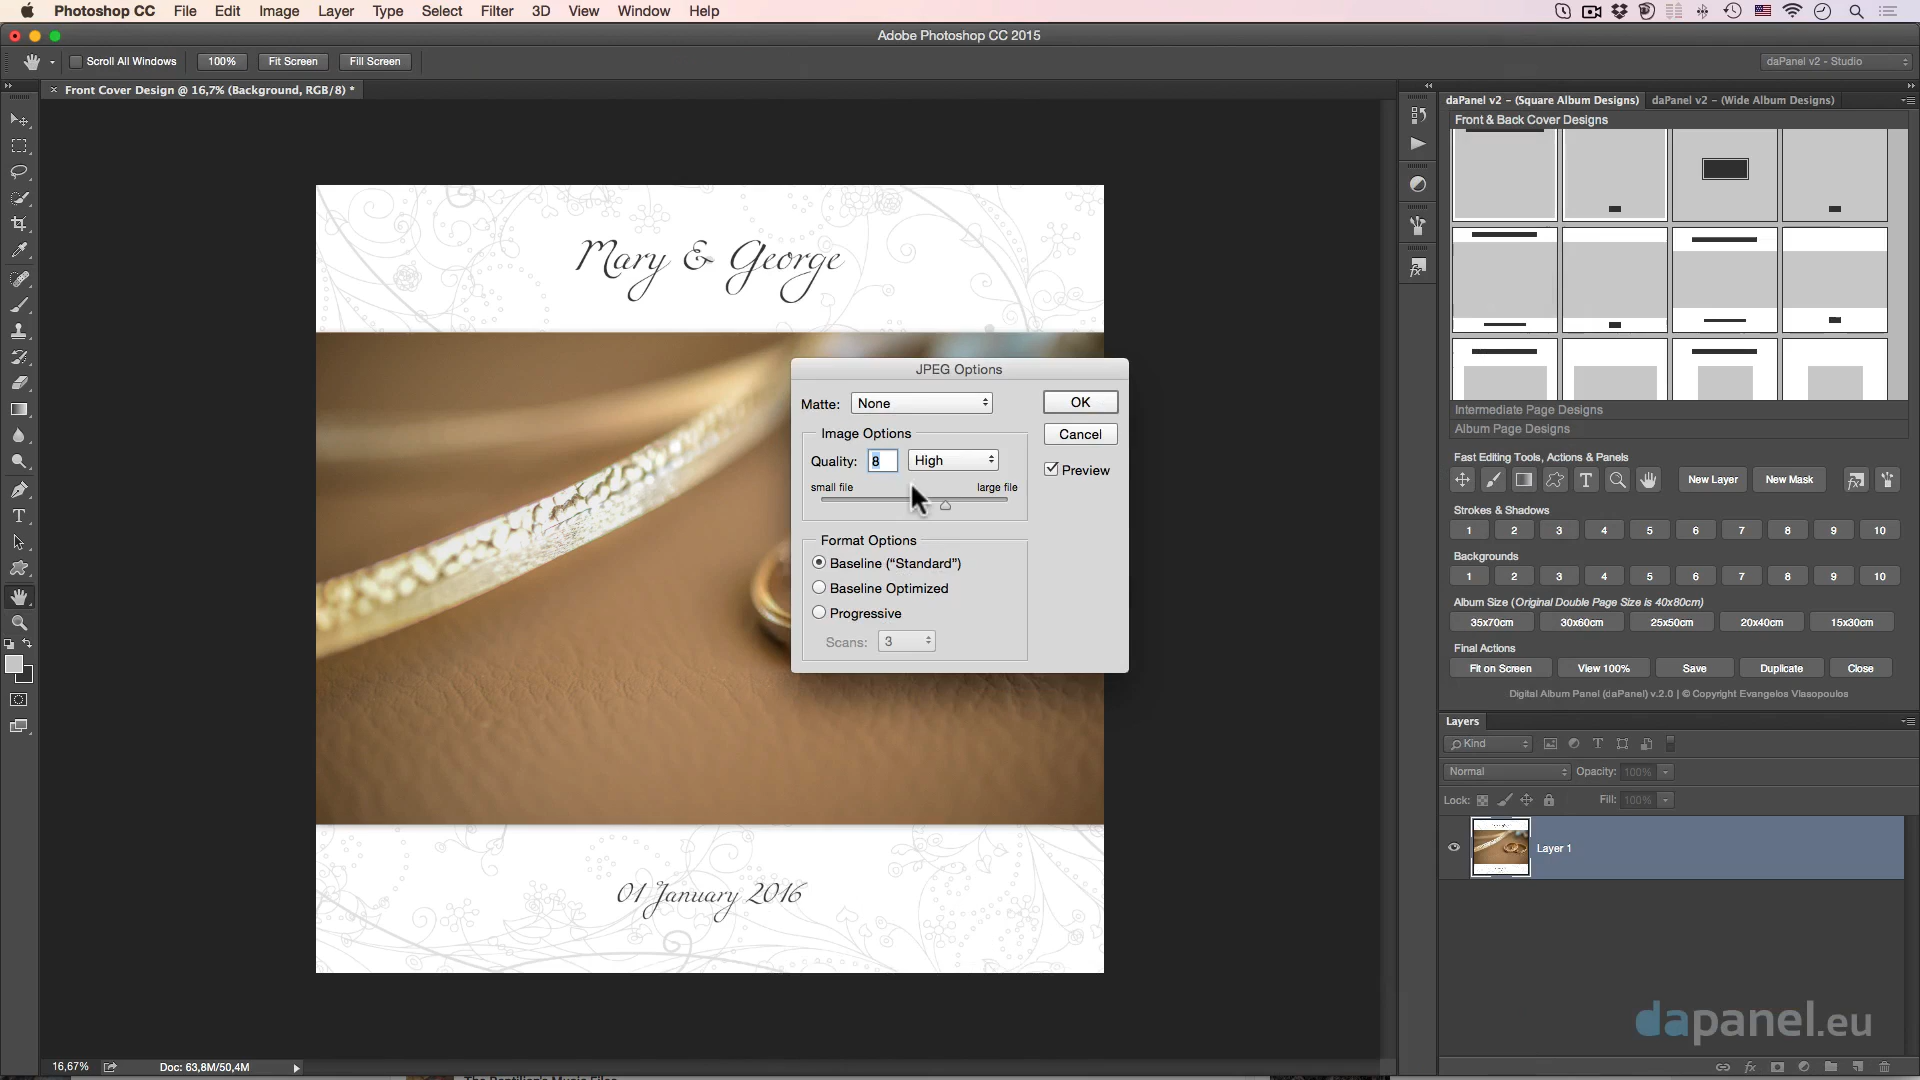 Photoshop CC File Edit Image Layer Type Select Filter 3D View Window Help
Adobe Photoshop CC 2015
Scroll All Windows 100% Fit Screen Fill Screen daPanel v2 - Studio
Front Cover Design @ 16,7% (Background, RGB/8) *
daPanel v2 – (Square Album Designs) daPanel v2 – (Wide Album Designs)
Front & Back Cover Designs
Mary & George
JPEG Options
Matte: None OK
Image Options Cancel
Quality: 8 High Preview
small file large file
Format Options
Baseline (“Standard”)
Baseline Optimized
Progressive
Scans: 3
01 January 2016
Intermediate Page Designs
Album Page Designs
Fast Editing Tools, Actions & Panels
T New Layer New Mask fx
Strokes & Shadows
1 2 3 4 5 6 7 8 9 10
Backgrounds
1 2 3 4 5 6 7 8 9 10
Album Size (Original Double Page Size is 40x80cm)
35x70cm 30x60cm 25x50cm 20x40cm 15x30cm
Final Actions
Fit on Screen View 100% Save Duplicate Close
Digital Album Panel (daPanel) v.2.0 | © Copyright Evangelos Vlasopoulos
Layers
Kind T
Normal Opacity: 100%
Lock: Fill: 100%
Layer 1
dapanel.eu
16,67% Doc: 63,8M/50,4M fx